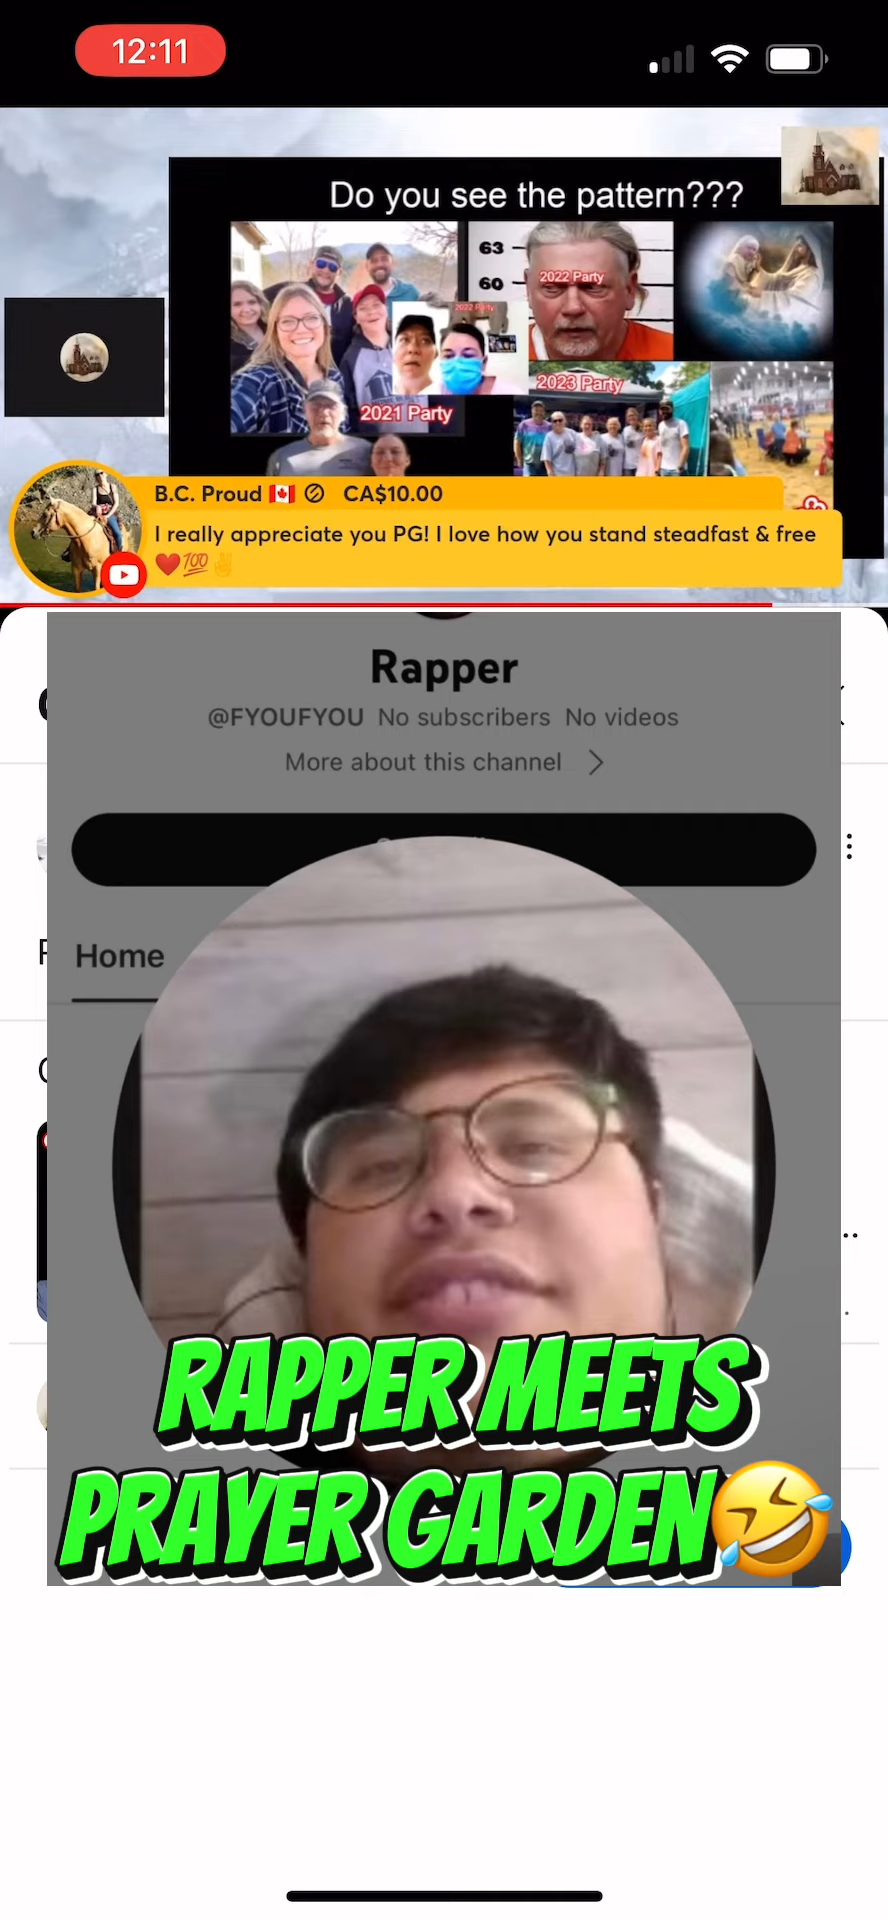 12:11
Do you see the pattern???
63
60
2022 Party
2022 Party
2023 Party
2021 Party
B.C. Proud 🇨🇦 CA$10.00
I really appreciate you PG! I love how you stand steadfast & free
❤️💯✌️
Rapper
@FYOUFYOU No subscribers No videos
More about this channel >
Home
RAPPER MEETS
PRAYER GARDEN🤣